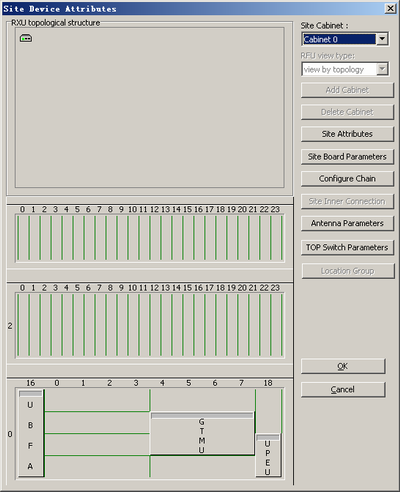 Site Device Attributes
RXU topological structure
Site Cabinet :
Cabinet 0
RFU view type:
view by topology
Add Cabinet
Delete Cabinet
Site Attributes
Site Board Parameters
Configure Chain
Site Inner Connection
Antenna Parameters
TOP Switch Parameters
Location Group
0 1 2 3 4 5 6 7 8 9 10 11 12 13 14 15 16 17 18 19 20 21 22 23
0 1 2 3 4 5 6 7 8 9 10 11 12 13 14 15 16 17 18 19 20 21 22 23
2
OK
Cancel
16 0 1 2 3 4 5 6 7 18
0
U
B
F
A
G
T
M
U
U
P
E
U